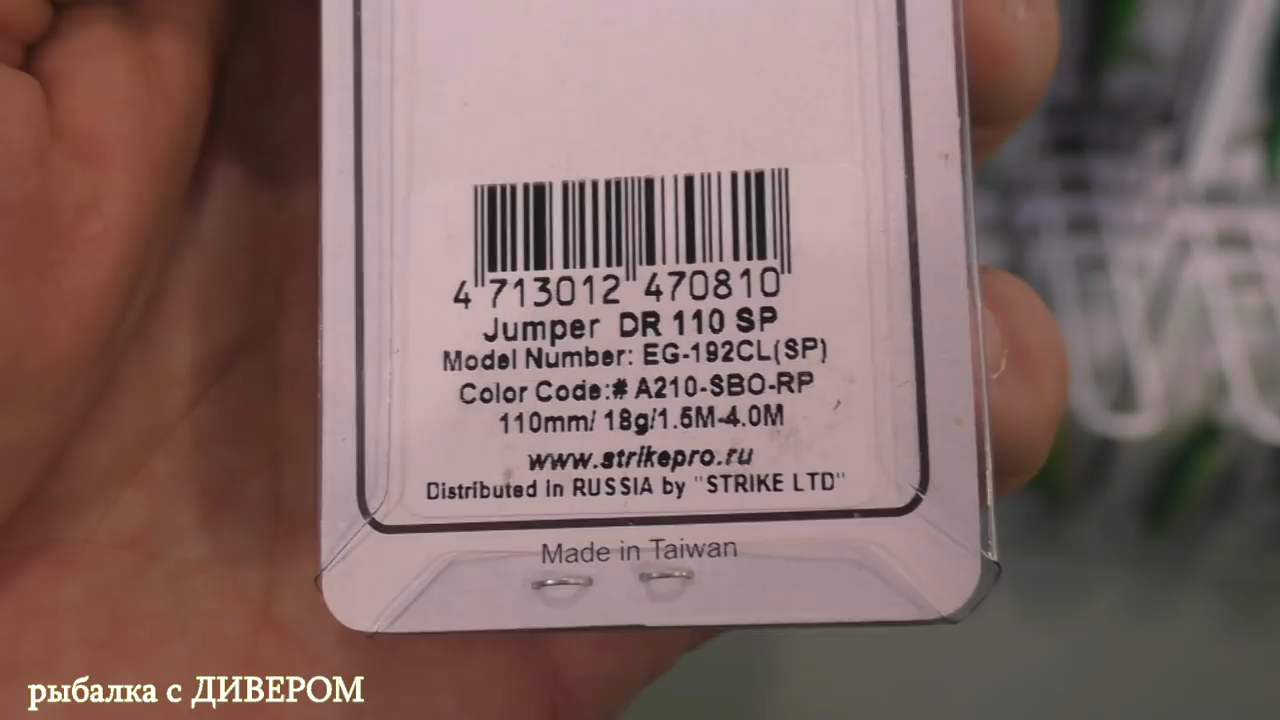 4 713012 470810
Jumper DR 110 SP
Model Number: EG-192CL(SP)
Color Code:# A210-SBO-RP
110mm/ 18g/1.5M-4.0M
www.strikepro.ru
Distributed in RUSSIA by "STRIKE LTD"
Made in Taiwan
рыбалка с ДИВЕРОМ